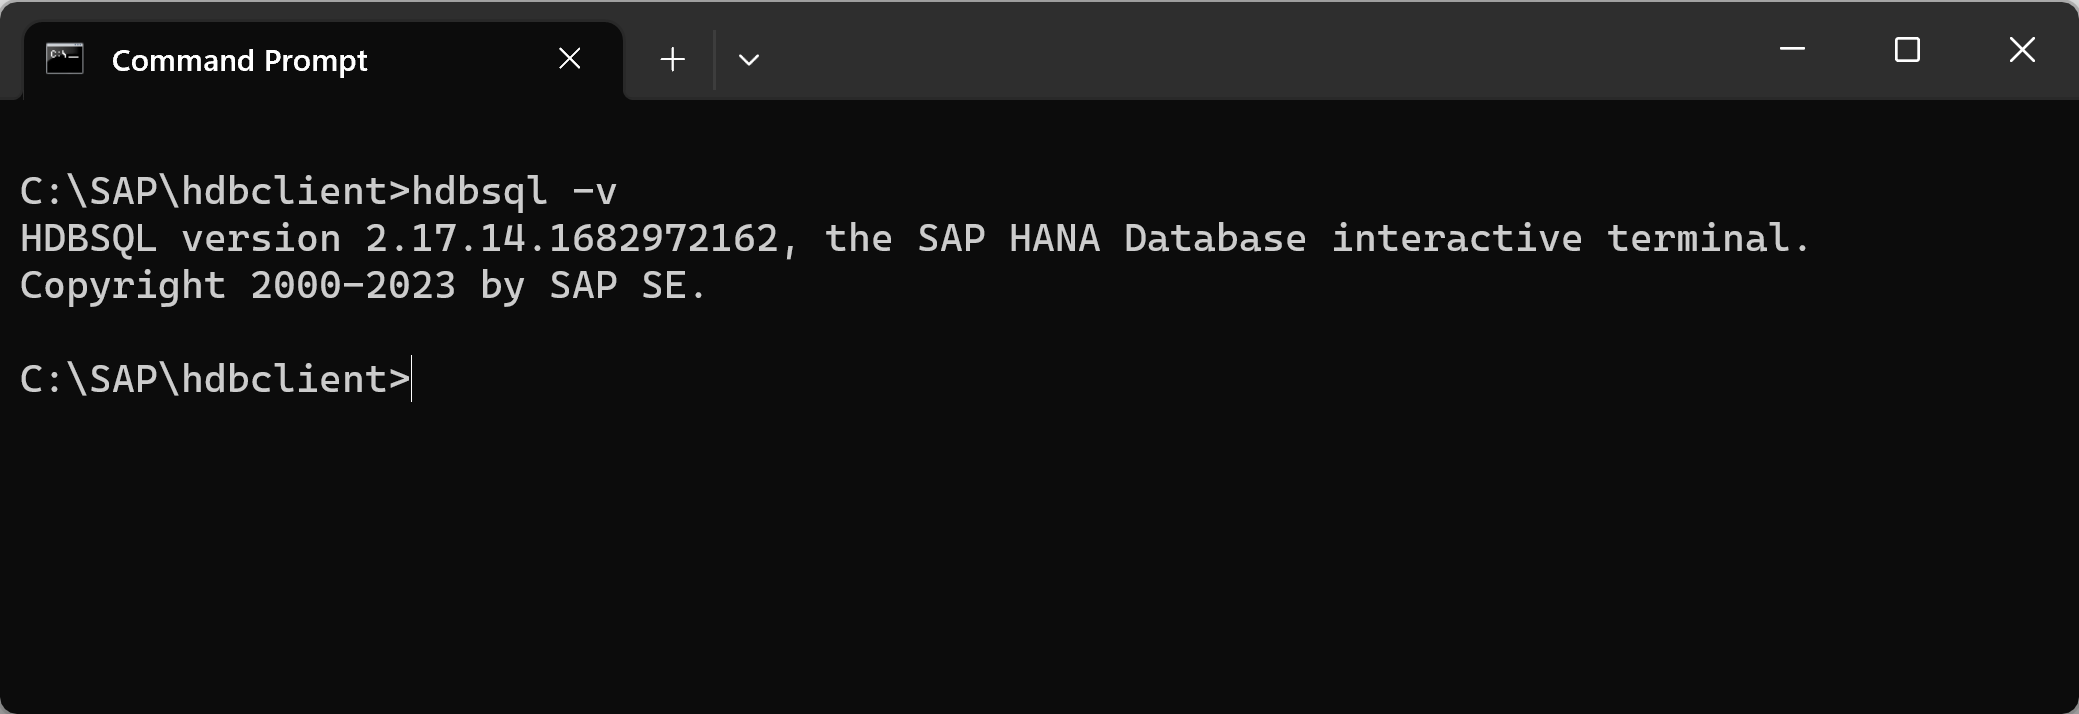 Command Prompt
C:\SAP\hdbclient>hdbsql -v
HDBSQL version 2.17.14.1682972162, the SAP HANA Database interactive terminal.
Copyright 2000-2023 by SAP SE.
C:\SAP\hdbclient>